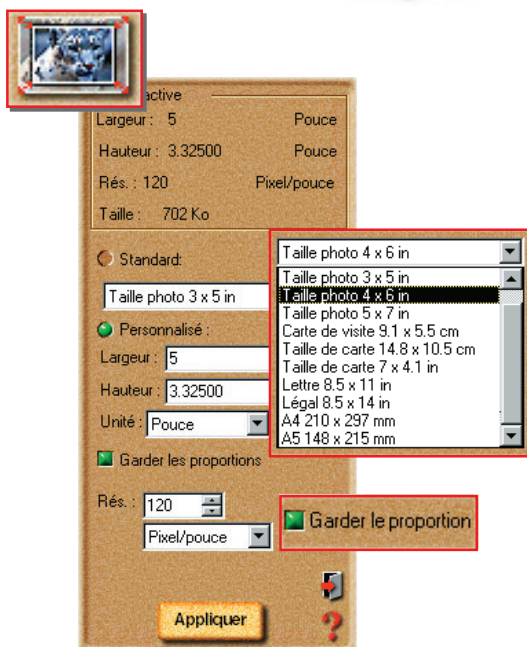 active
Largeur : 5 Pouce
Hauteur : 3.32500 Pouce
Rés. : 120 Pixel/pouce
Taille : 702 Ko
Standard:
Taille photo 3 x 5 in
Personnalisé :
Largeur : 5
Hauteur : 3.32500
Unité : Pouce
Garder les proportions
Rés. : 120
Pixel/pouce
Appliquer
?
Taille photo 4 x 6 in
Taille photo 3 x 5 in
Taille photo 4 x 6 in
Taille photo 5 x 7 in
Carte de visite 9.1 x 5.5 cm
Taille de carte 14.8 x 10.5 cm
Taille de carte 7 x 4.1 in
Lettre 8.5 x 11 in
Légal 8.5 x 14 in
A4 210 x 297 mm
A5 148 x 215 mm
Garder le proportion